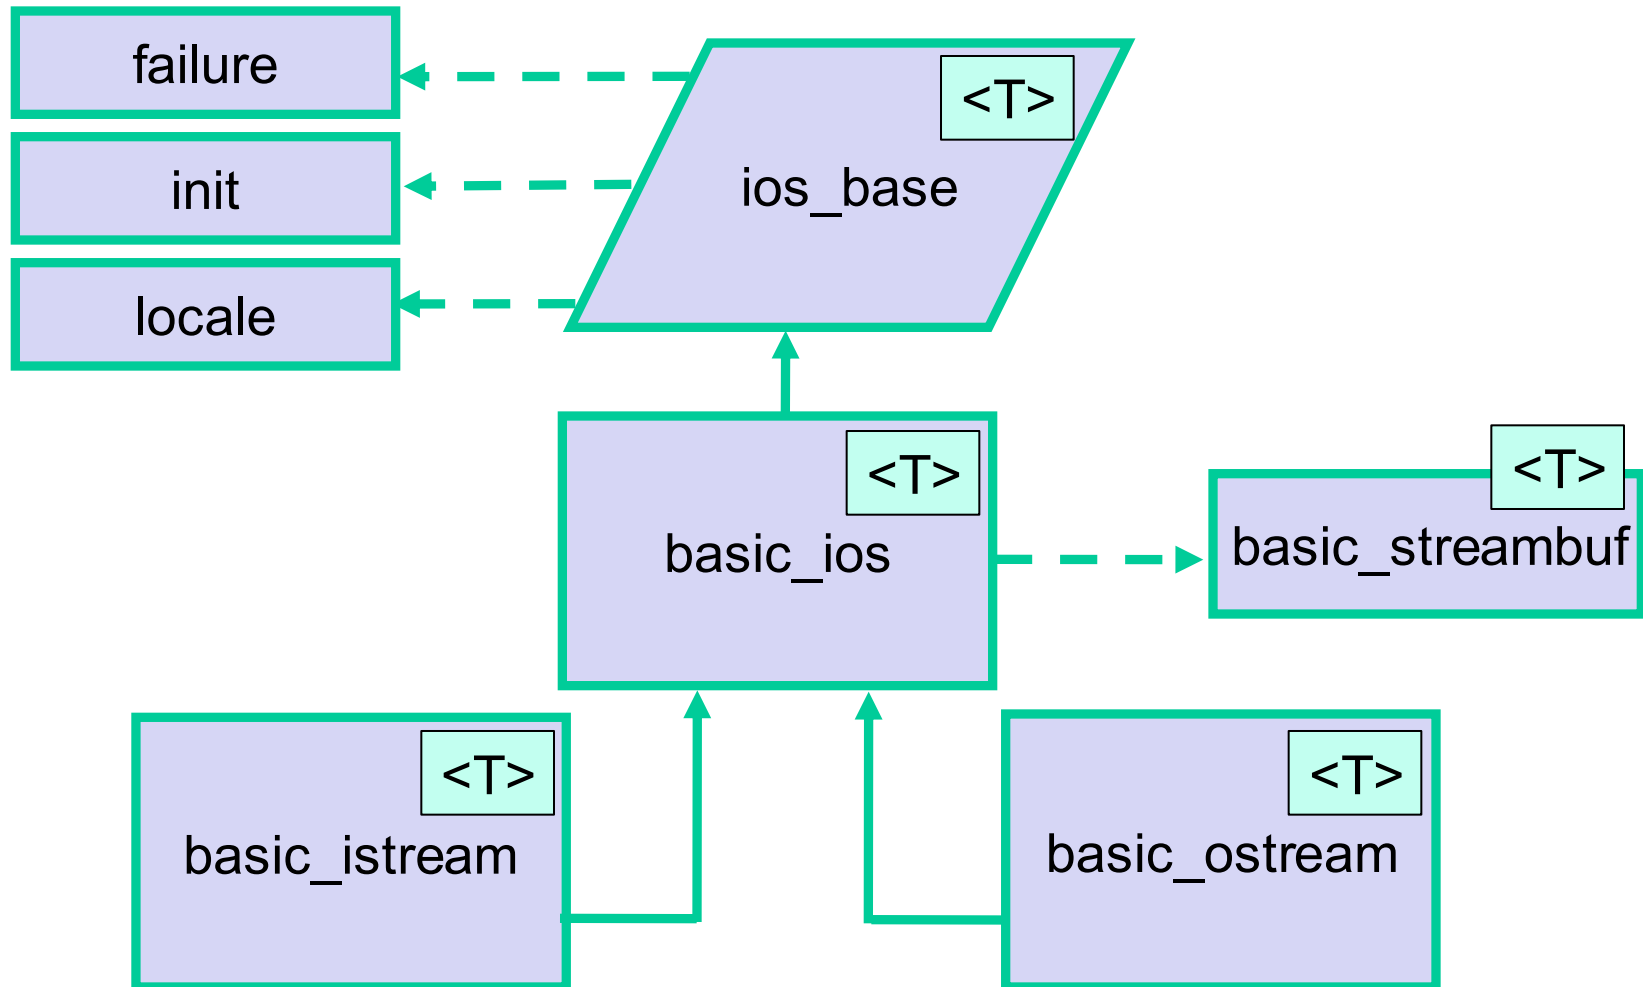 failure
<T>
init
ios_base
locale
<T>
basic_ios
<T>
basic_streambuf
<T>
basic_istream
<T>
basic_ostream